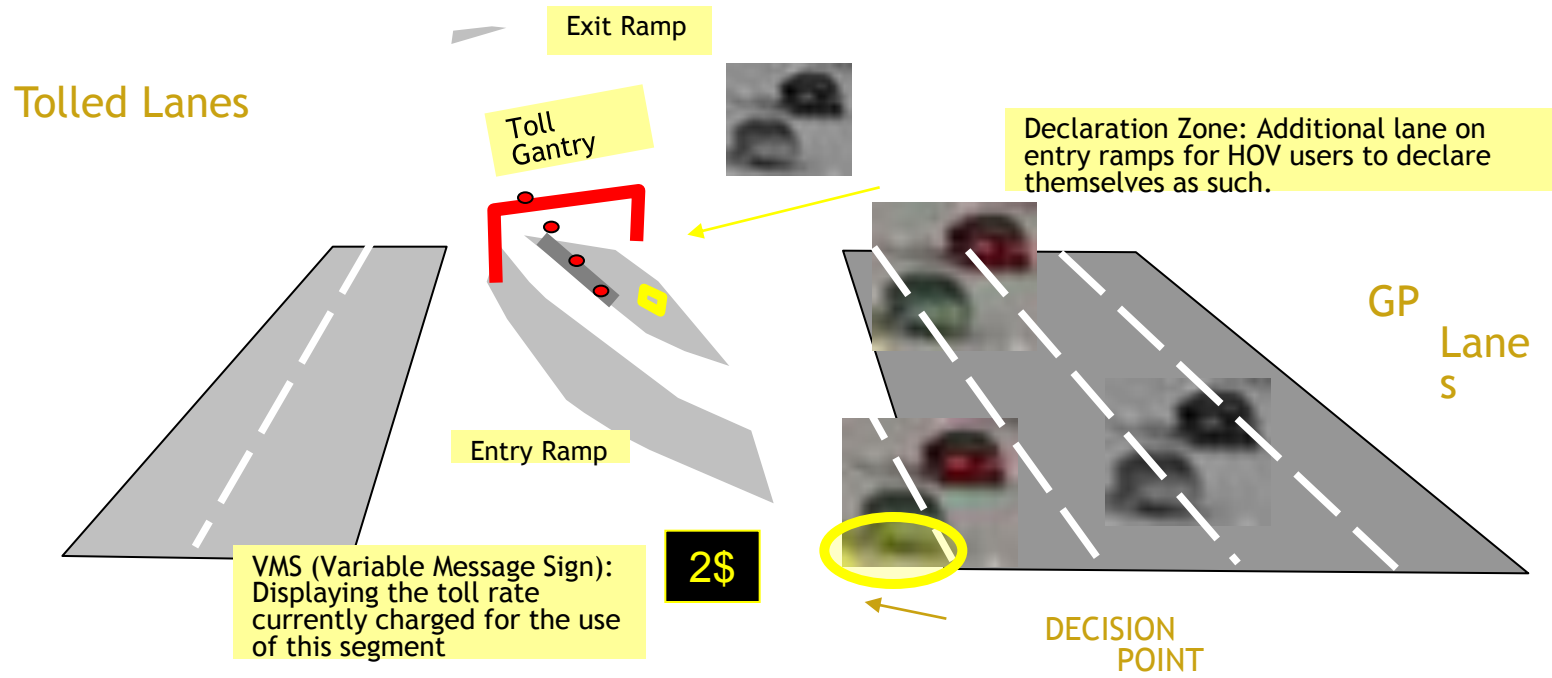 Exit Ramp
Tolled Lanes
Toll
Gantry
Declaration Zone: Additional lane on
entry ramps for HOV users to declare
themselves as such.
GP
Lane
s
Entry Ramp
VMS (Variable Message Sign):
Displaying the toll rate
currently charged for the use
of this segment
2$
DECISION
POINT